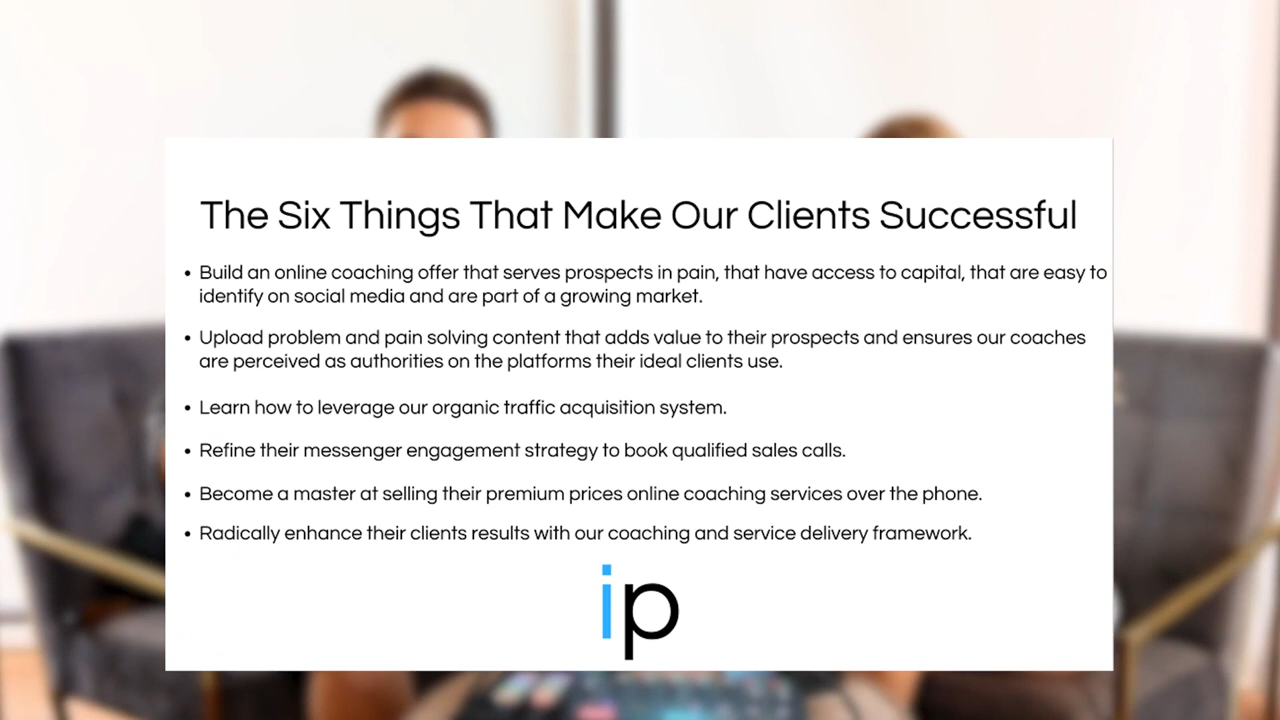 The Six Things That Make Our Clients Successful
• Build an online coaching offer that serves prospects in pain, that have access to capital, that are easy to
identify on social media and are part of a growing market.
• Upload problem and pain solving content that adds value to their prospects and ensures our coaches
are perceived as authorities on the platforms their ideal clients use.
• Learn how to leverage our organic traffic acquisition system.
• Refine their messenger engagement strategy to book qualified sales calls.
• Become a master at selling their premium prices online coaching services over the phone.
• Radically enhance their clients results with our coaching and service delivery framework.
ip